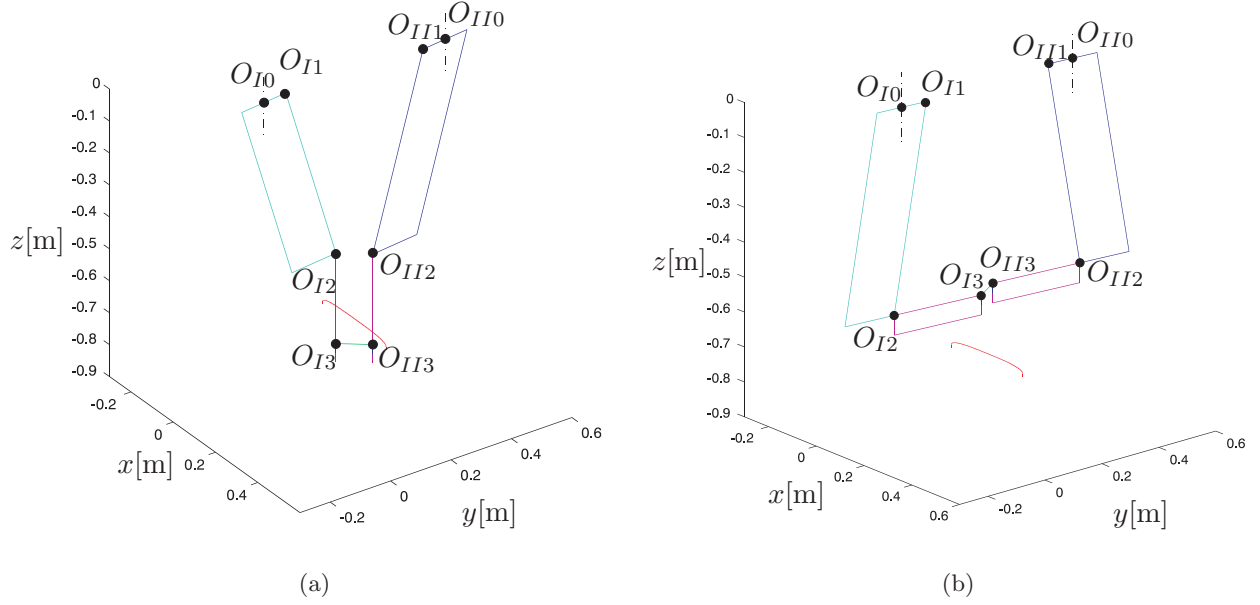 O_{II1} O_{II0}
O_{I0} O_{I1}
0
-0.1
-0.2
-0.3
-0.4
-0.5
-0.6
-0.7
-0.8
-0.9
z[m]
O_{I2} O_{II2}
O_{I3} O_{II3}
-0.2
0
0.2
0.4
x[m]
-0.2
0
0.2
0.4
0.6
y[m]
(a)
O_{II1} O_{II0}
O_{I0} O_{I1}
0
-0.1
-0.2
-0.3
-0.4
-0.5
-0.6
-0.7
-0.8
-0.9
z[m]
O_{I3} O_{II3}
O_{I2} O_{II2}
-0.2
0
0.2
0.4
0.6
x[m]
-0.2
0
0.2
0.4
0.6
y[m]
(b)